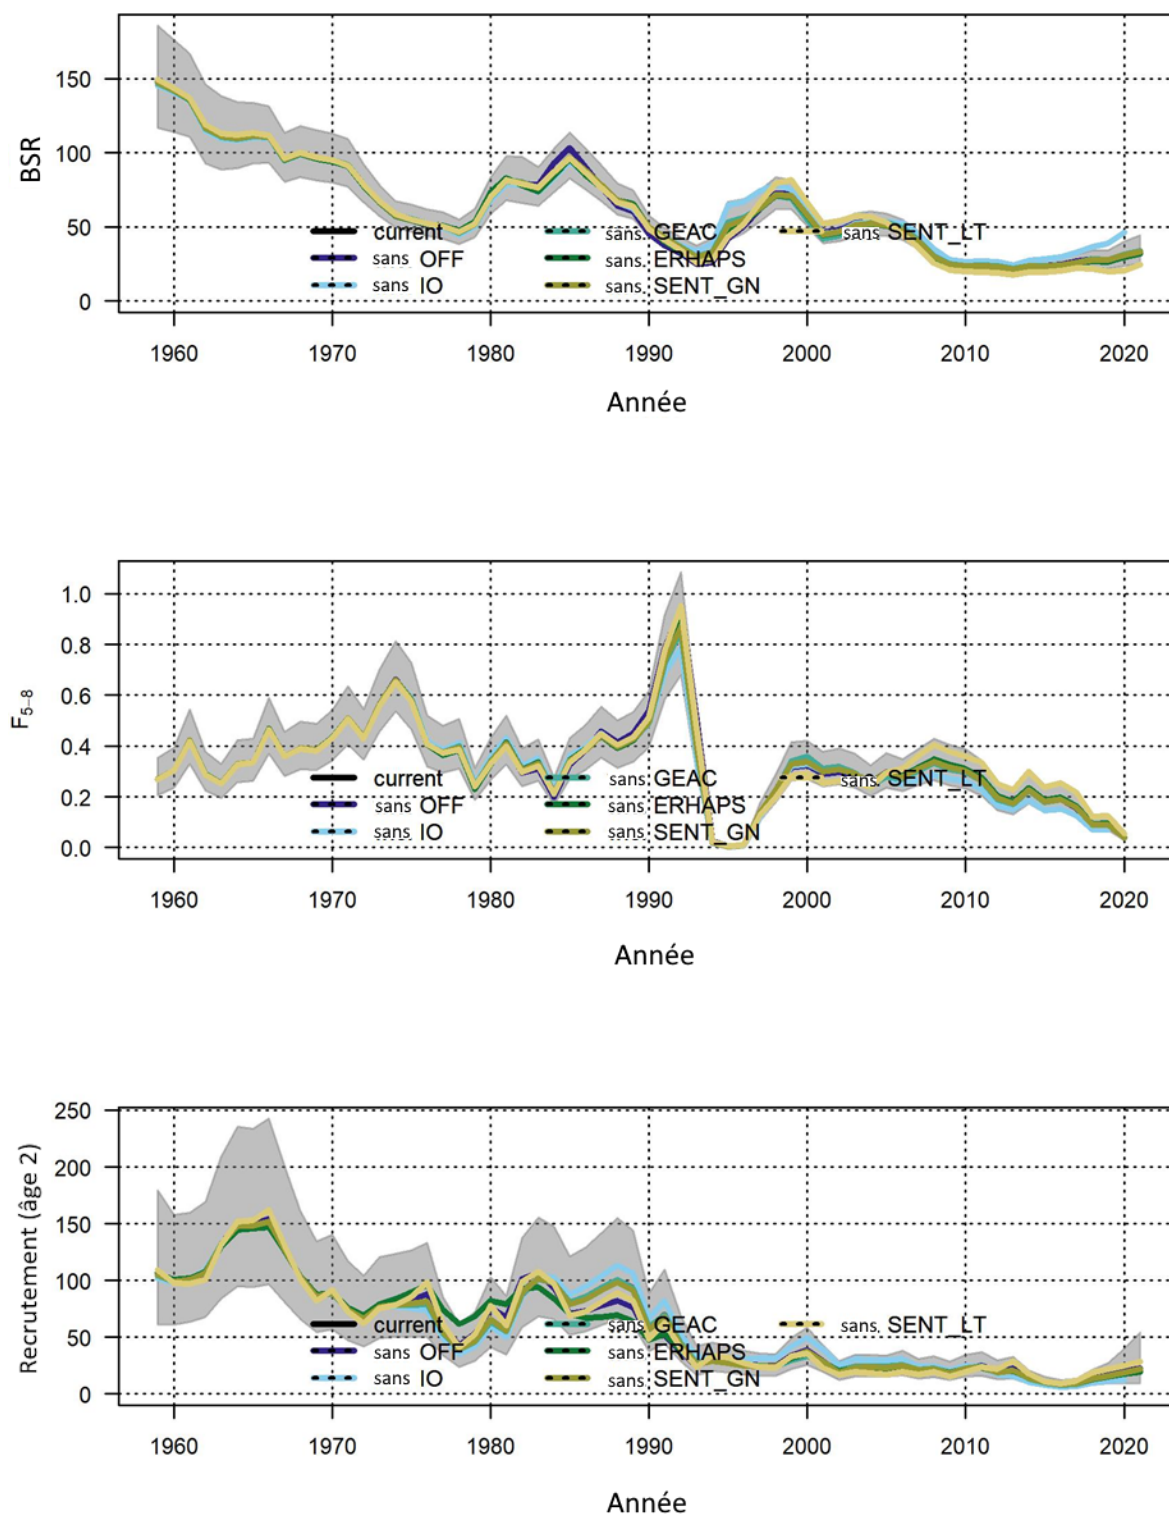 150
100
50
0
BSR
current
sans OFF
sans IO
sans. GEAC
sans. ERHAPS
sans. SENT_GN
sans. SENT_LT
1960 1970 1980 1990 2000 2010 2020
Année
1.0
0.8
0.6
0.4
0.2
0.0
F5–8
current
sans OFF
sans IO
sans GEAC
sans ERHAPS
sans. SENT_GN
sans. SENT_LT
1960 1970 1980 1990 2000 2010 2020
Année
250
200
150
100
50
0
Recrutement (âge 2)
current
sans OFF
sans IO
sans. GEAC
sans. ERHAPS
sans. SENT_GN
sans. SENT_LT
1960 1970 1980 1990 2000 2010 2020
Année